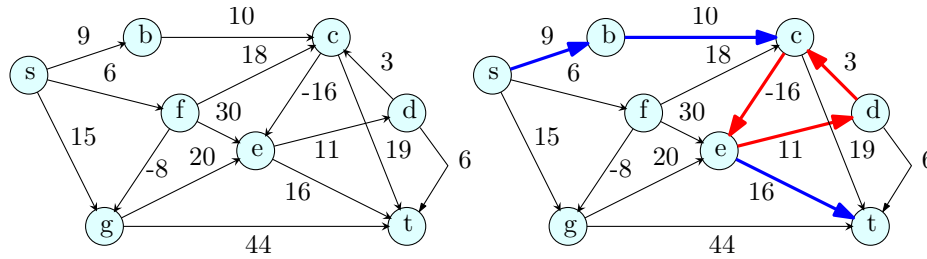 10 10
9 b c 9 b c
18 18
s 6 3 s 6 3
-16 -16
f 30 d f 30 d
15 15
e 11 19 6 e 11 19 6
-8 20 -8 20
16 16
g t g t
44 44